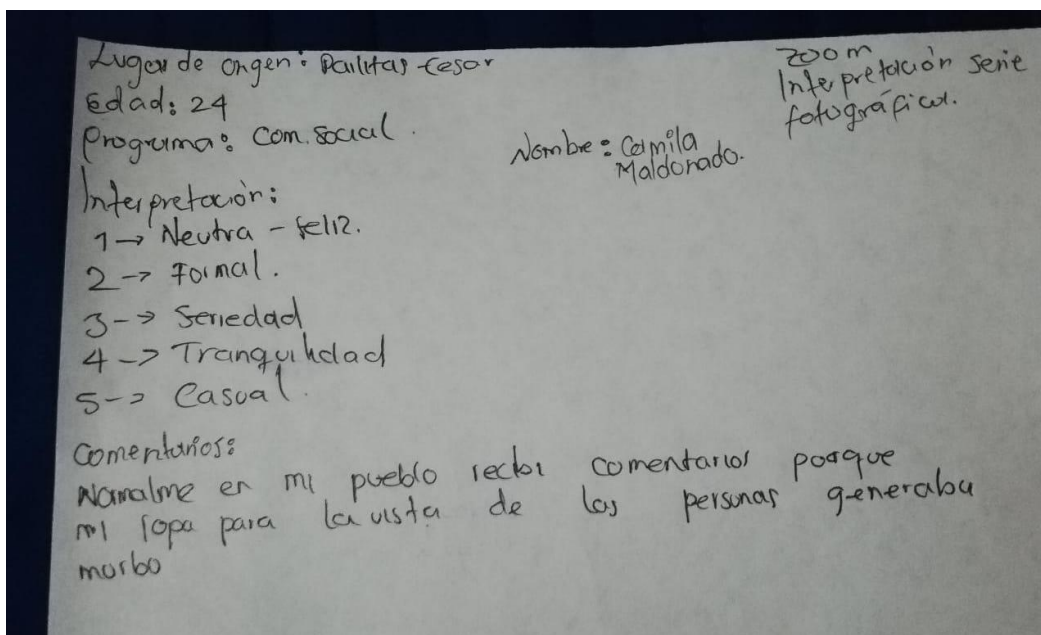 Lugar de origen: Pailitas Cesar
Edad: 24
Programa: Com. Social.
Zoom
Interpretación serie
fotográfica.
Nombre: Camila
Maldonado.
Interpretación:
1 → Neutra - feliz.
2 → Formal.
3 → Seriedad
4 → Tranquilidad
5 → Casual.
Comentarios:
Normalme en mi pueblo recibi comentarios porque
mi ropa para la vista de las personas generaba
morbo